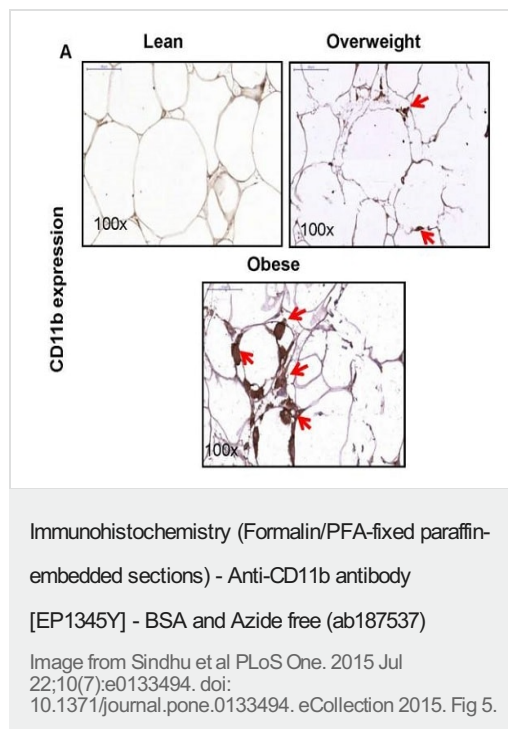 A
Lean
Overweight
100x
100x
CD11b expression
Obese
100x
Immunohistochemistry (Formalin/PFA-fixed paraffin-
embedded sections) - Anti-CD11b antibody
[EP1345Y] - BSA and Azide free (ab187537)
Image from Sindhu et al PLoS One. 2015 Jul
22;10(7):e0133494. doi:
10.1371/journal.pone.0133494. eCollection 2015. Fig 5.